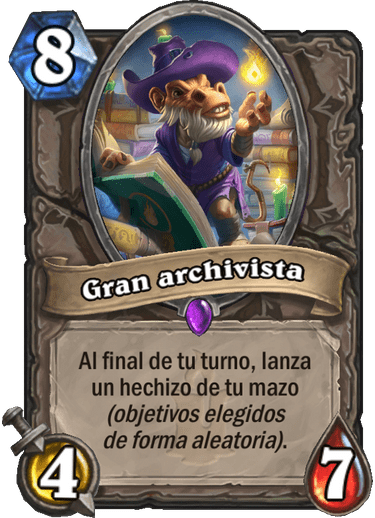 8
Gran archivista
Al final de tu turno, lanza
un hechizo de tu mazo
(objetivos elegidos
de forma aleatoria).
4
7